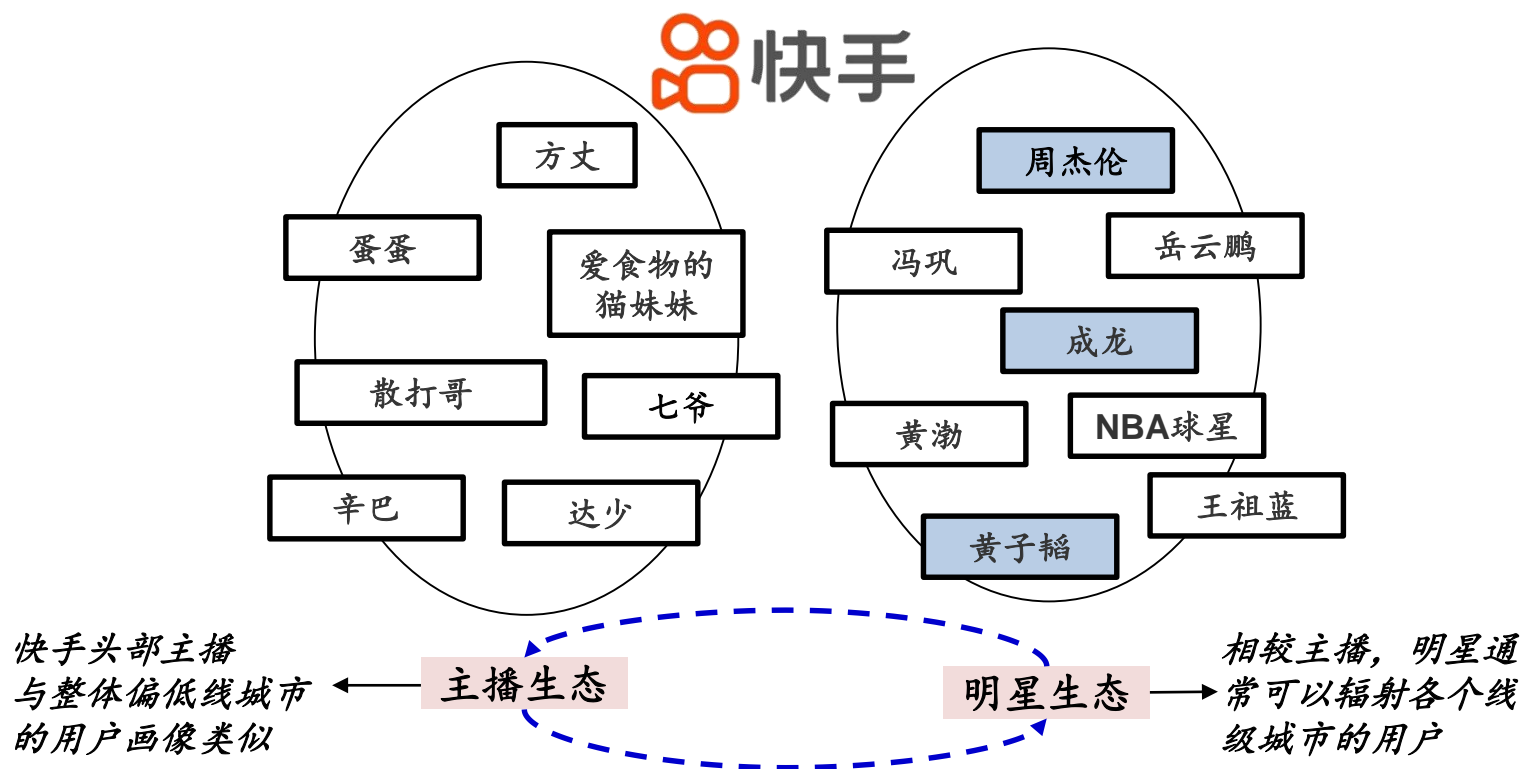 快手
方丈
蛋蛋
爱食物的
猫妹妹
散打哥
七爷
辛巴
达少
周杰伦
冯巩
岳云鹏
成龙
黄渤
NBA球星
王祖蓝
黄子韬
快手头部主播
与整体偏低线城市
的用户画像类似
主播生态
明星生态
相较主播，明星通
常可以辐射各个线
级城市的用户